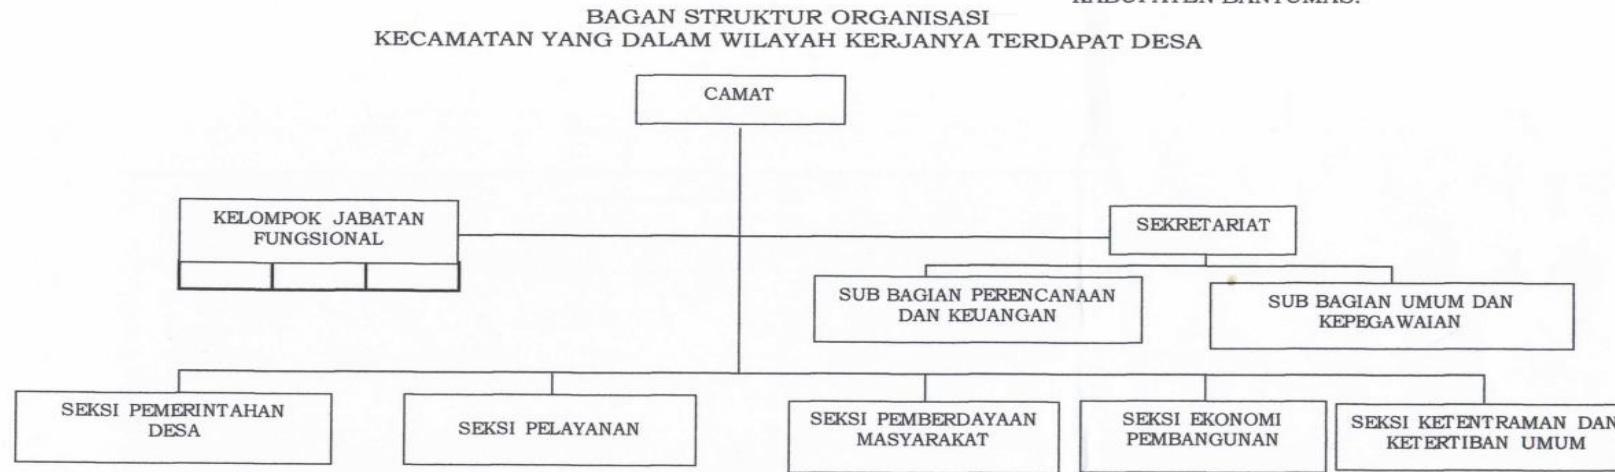 KABUPATEN BANYUMAS.
BAGAN STRUKTUR ORGANISASI
KECAMATAN YANG DALAM WILAYAH KERJANYA TERDAPAT DESA
CAMAT
KELOMPOK JABATAN
FUNGSIONAL
SEKRETARIAT
SUB BAGIAN PERENCANAAN
DAN KEUANGAN
SUB BAGIAN UMUM DAN
KEPEGAWAIAN
SEKSI PEMERINTAHAN
DESA
SEKSI PELAYANAN
SEKSI PEMBERDAYAAN
MASYARAKAT
SEKSI EKONOMI
PEMBANGUNAN
SEKSI KETENTRAMAN DAN
KETERTIBAN UMUM